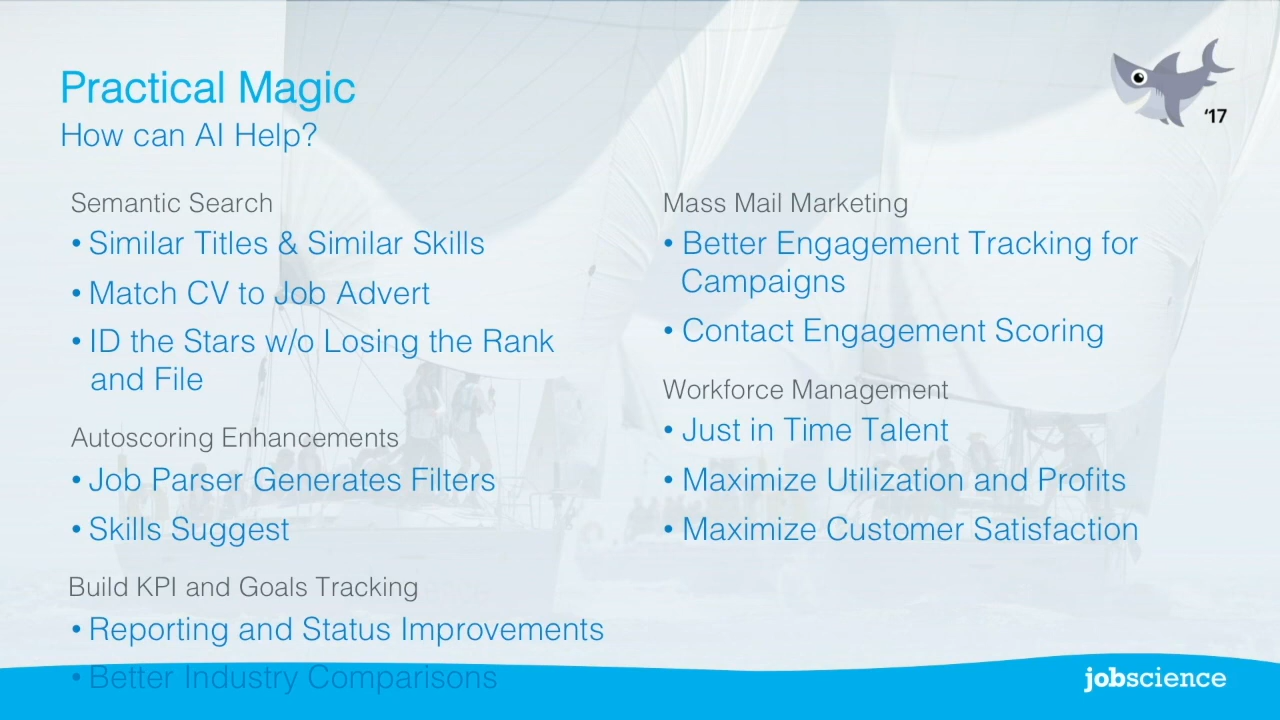 Practical Magic
How can AI Help?
'17
Semantic Search
• Similar Titles & Similar Skills
• Match CV to Job Advert
• ID the Stars w/o Losing the Rank
and File
Autoscoring Enhancements
• Job Parser Generates Filters
• Skills Suggest
Build KPI and Goals Tracking
• Reporting and Status Improvements
• Better Industry Comparisons
Mass Mail Marketing
• Better Engagement Tracking for
Campaigns
• Contact Engagement Scoring
Workforce Management
• Just in Time Talent
• Maximize Utilization and Profits
• Maximize Customer Satisfaction
jobscience